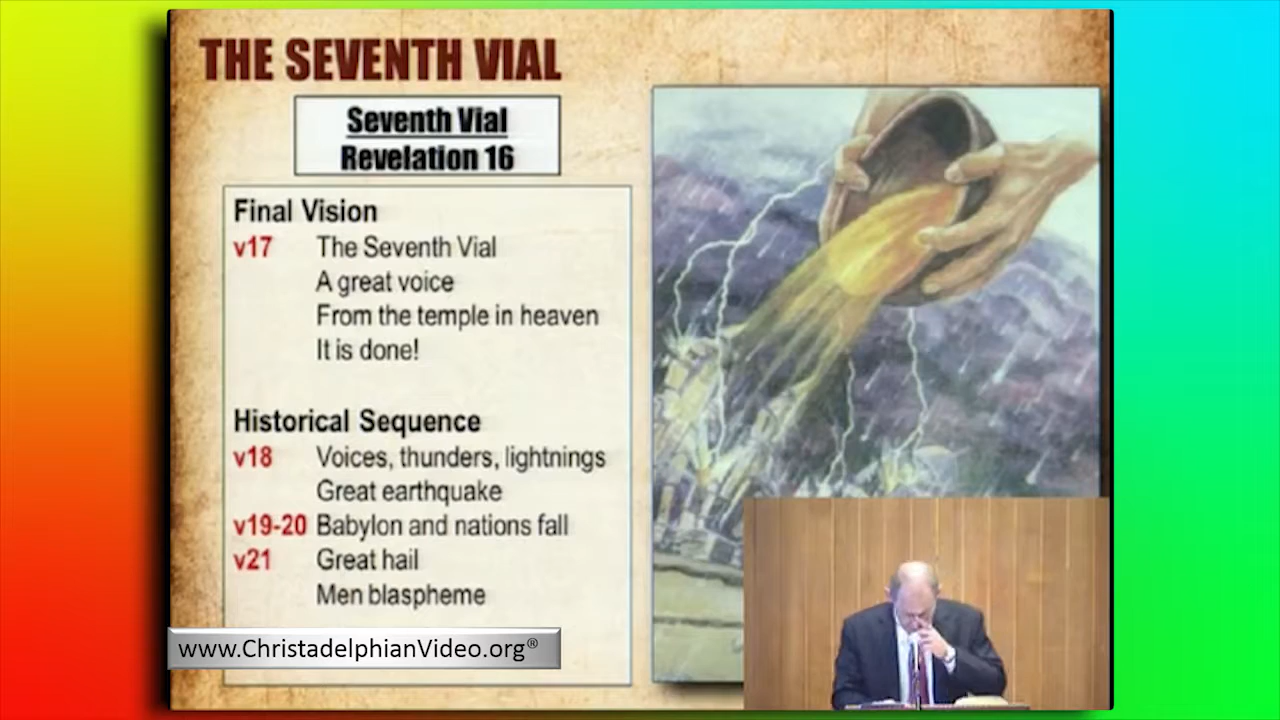 THE SEVENTH VIAL
Seventh Vial
Revelation 16
Final Vision
v17 The Seventh Vial
A great voice
From the temple in heaven
It is done!
Historical Sequence
v18 Voices, thunders, lightnings
Great earthquake
v19-20 Babylon and nations fall
v21 Great hail
Men blaspheme
www.ChristadelphianVideo.org®